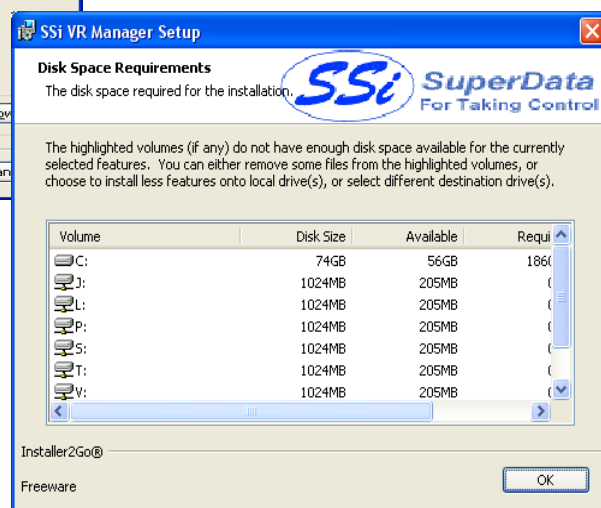 SSi VR Manager Setup
Disk Space Requirements
The disk space required for the installation.
SSi SuperData
For Taking Control
The highlighted volumes (if any) do not have enough disk space available for the currently
selected features. You can either remove some files from the highlighted volumes, or
choose to install less features onto local drive(s), or select different destination drive(s).
Volume Disk Size Available Requi
C: 74GB 56GB 186
J: 1024MB 205MB
L: 1024MB 205MB
P: 1024MB 205MB
S: 1024MB 205MB
T: 1024MB 205MB
V: 1024MB 205MB
Installer2Go®
OK
Freeware